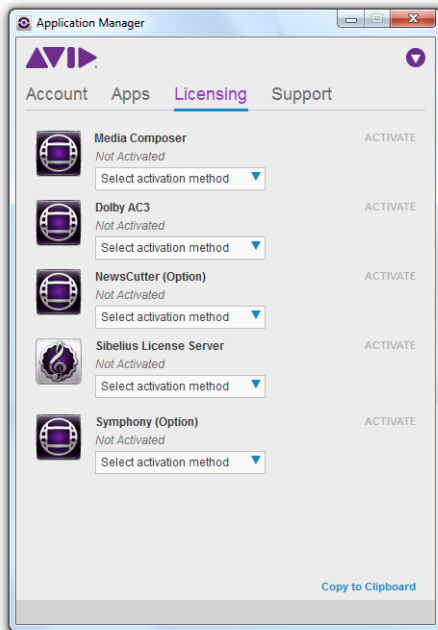 Application Manager
AVID
Account Apps Licensing Support
Media Composer ACTIVATE
Not Activated
Select activation method
Dolby AC3 ACTIVATE
Not Activated
Select activation method
NewsCutter (Option) ACTIVATE
Not Activated
Select activation method
Sibelius License Server ACTIVATE
Not Activated
Select activation method
Symphony (Option) ACTIVATE
Not Activated
Select activation method
Copy to Clipboard